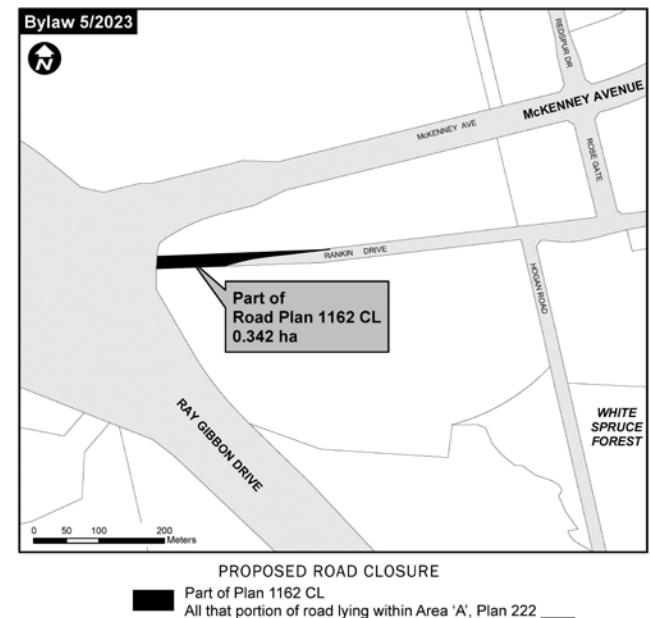 Bylaw 5/2023
N
REDSPUR DR
McKENNEY AVENUE
McKENNEY AVE
ROSE GATE
RANKIN DRIVE
HOGAN ROAD
Part of
Road Plan 1162 CL
0.342 ha
RAY GIBBON DRIVE
WHITE
SPRUCE
FOREST
0 50 100 200
Meters
PROPOSED ROAD CLOSURE
Part of Plan 1162 CL
All that portion of road lying within Area 'A', Plan 222 ____